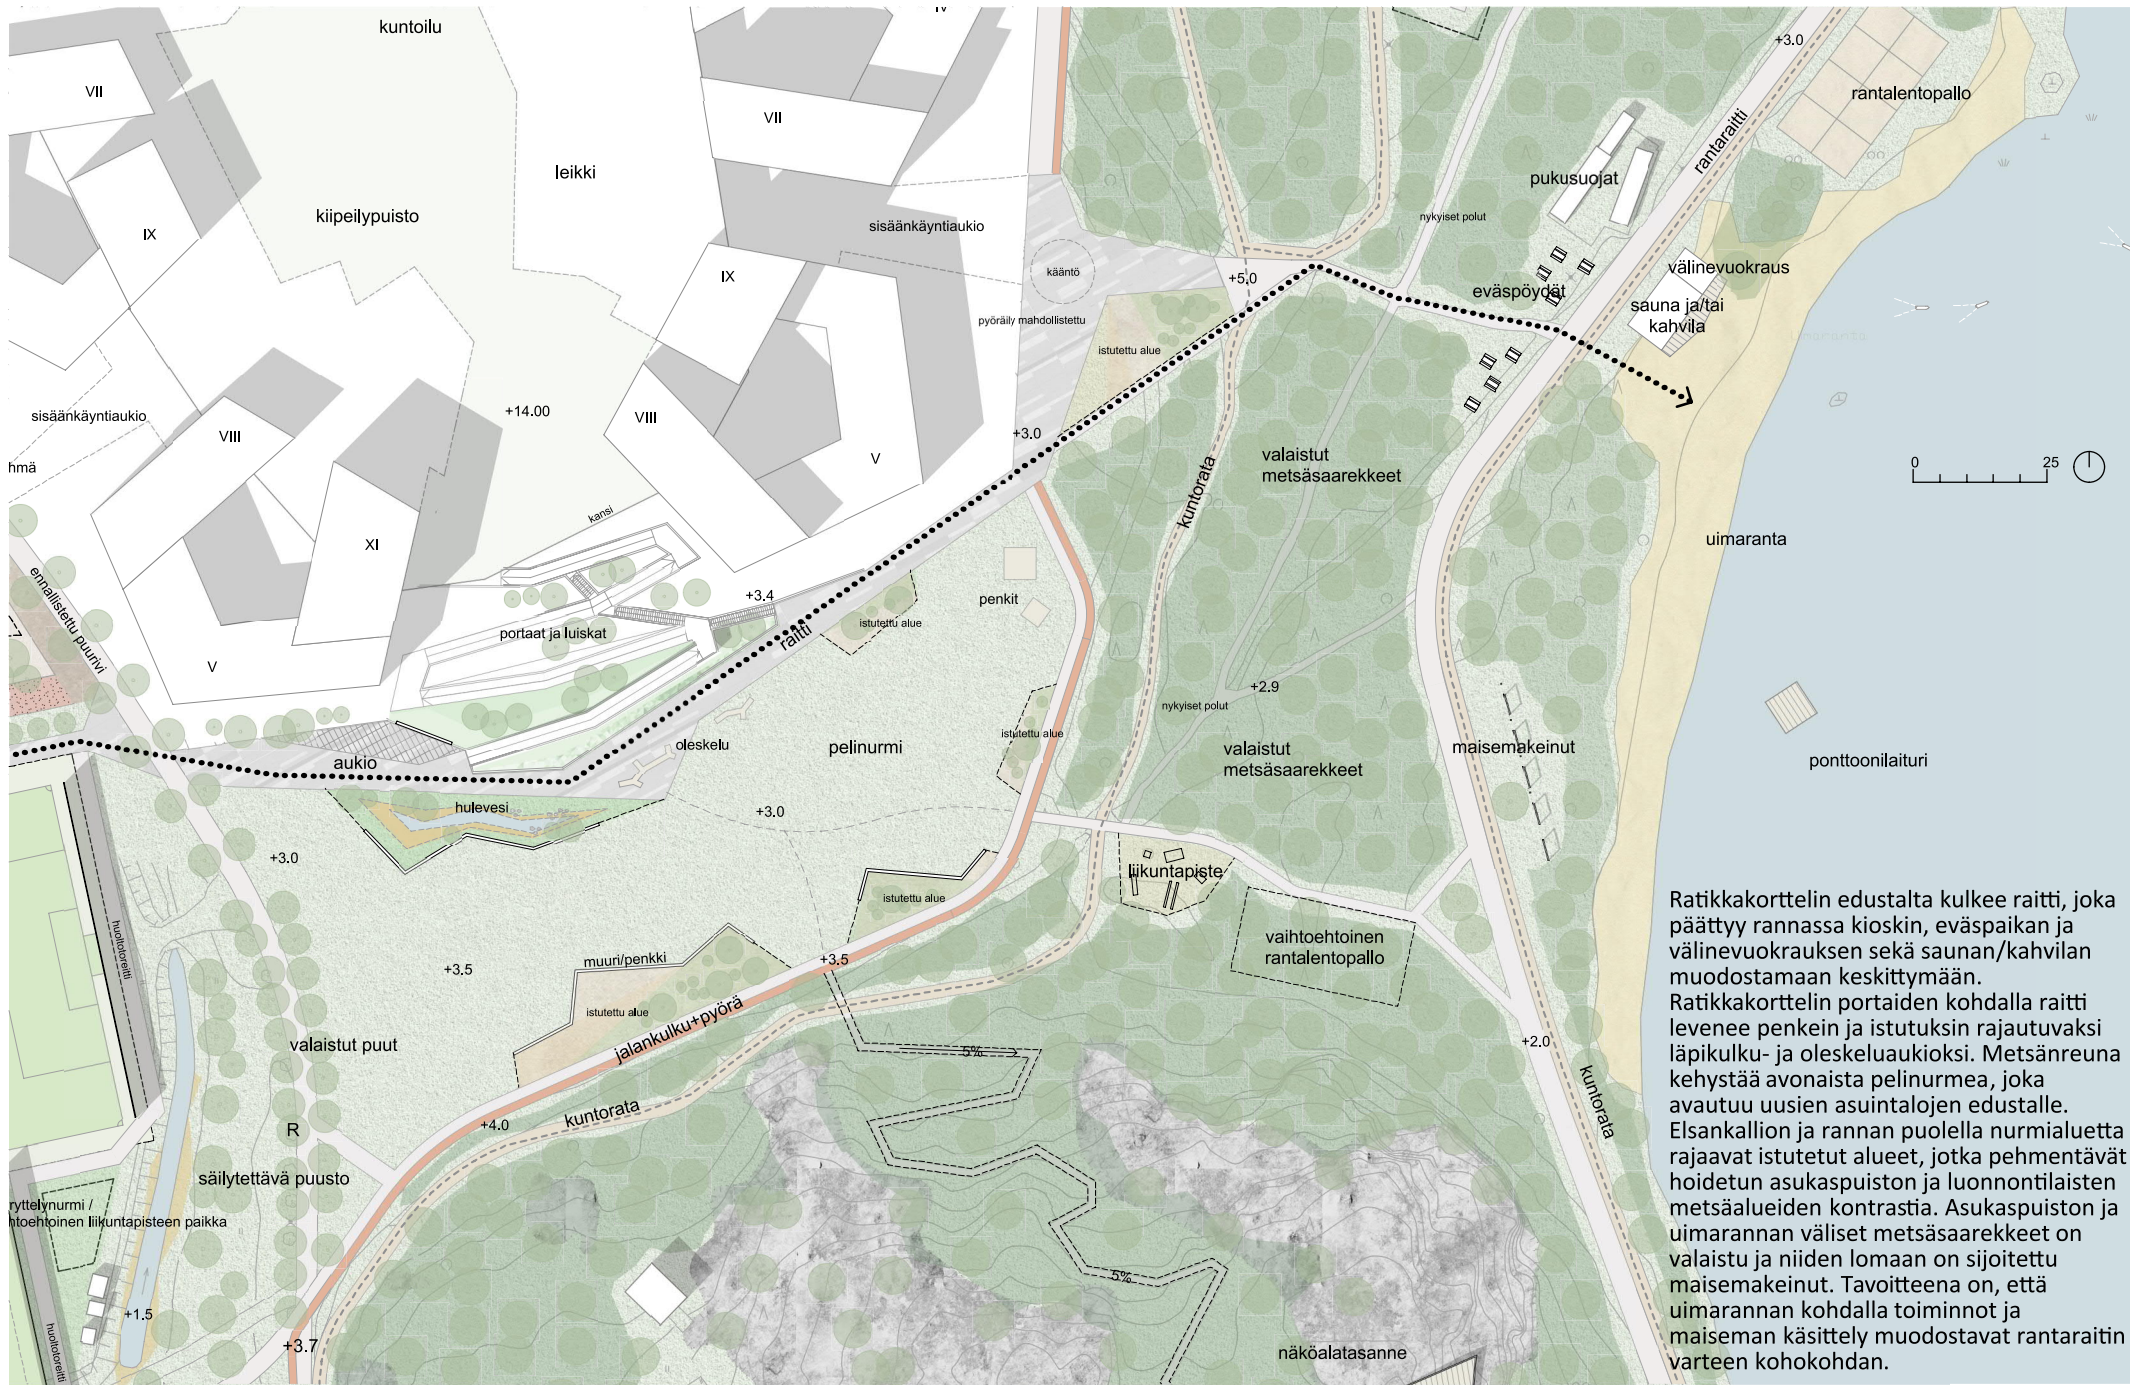 IV
kuntoilu
+3.0
VII
rantalentopallo
VII
rantaraitti
leikki
pukusuojat
kiipeilypuisto
nykyiset polut
sisäänkäyntiaukio
IX
kääntö
välinevuokraus
IX
+5.0
eväspöydät
sauna ja/tai
kahvila
pyöräily mahdollistettu
istutettu alue
+14.00
sisäänkäyntiaukio
VIII
VIII
+3.0
hmä
V
valaistut
metsäsaarekkeet
0
25
kuntorata
kansi
XI
uimaranta
ennallistettu puurivi
+3.4
penkit
portaat ja luiskat
istutettu alue
raitti
V
+2.9
nykyiset polut
istutettu alue
oleskelu
pelinurmi
valaistut
metsäsaarekkeet
maisemakeinut
aukio
ponttoonilaituri
hulevesi
+3.0
+3.0
liikuntapiste
istutettu alue
huoltotoreitti
vaihtoehtoinen
rantalentopallo
muuri/penkki
+3.5
+3.5
istutettu alue
jalankulku+pyörä
valaistut puut
5%
+2.0
kuntorata
kuntorata
+4.0
R
säilytettävä puusto
ryttelynurmi /
htoehtoinen liikuntapisteen paikka
5%
+1.5
huoltotoreitti
+3.7
näköalatasanne
Ratikkakorttelin edustalta kulkee raitti, joka
päättyy rannassa kioskin, eväspaikan ja
välinevuokrauksen sekä saunan/kahvilan
muodostamaan keskittymään.
Ratikkakorttelin portaiden kohdalla raitti
levenee penkein ja istutuksin rajautuvaksi
läpikulku- ja oleskeluaukioksi. Metsänreuna
kehystää avonaista pelinurmea, joka
avautuu uusien asuintalojen edustalle.
Elsankallion ja rannan puolella nurmialuetta
rajaavat istutetut alueet, jotka pehmentävät
hoidetun asukaspuiston ja luonnontilaisten
metsäalueiden kontrastia. Asukaspuiston ja
uimarannan väliset metsäsaarekkeet on
valaistu ja niiden lomaan on sijoitettu
maisemakeinut. Tavoitteena on, että
uimarannan kohdalla toiminnot ja
maiseman käsittely muodostavat rantaraitin
varteen kohokohdan.